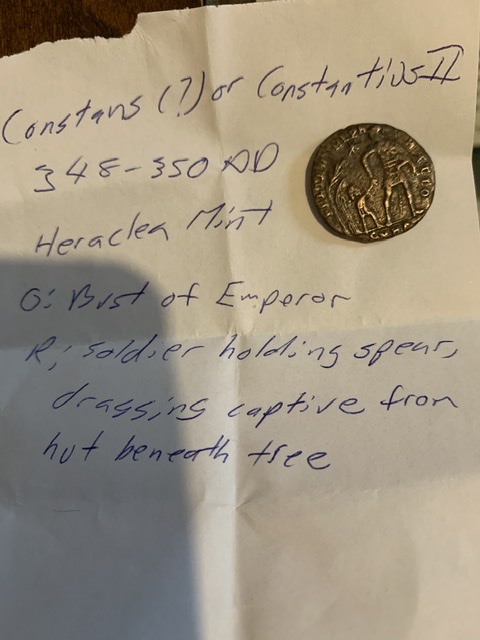 Constans (?) or Constantius II
348-350 AD
Heraclea Mint
O: Bust of Emperor
R; soldier holding spear,
dragging captive from
hut beneath tree